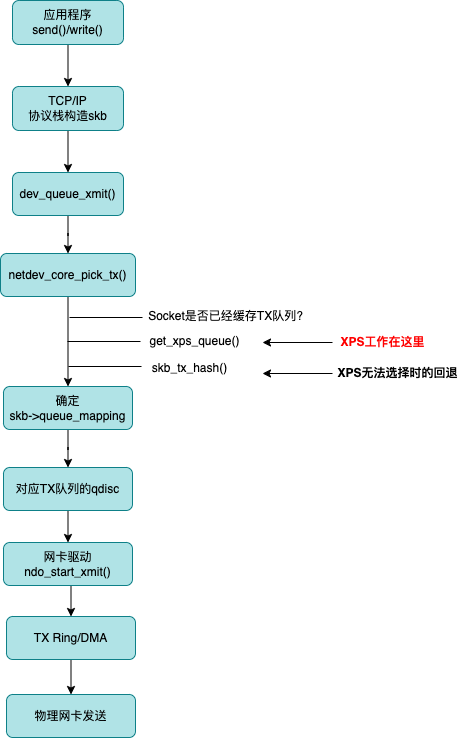 应用程序
send()/write()
TCP/IP
协议栈构造skb
dev_queue_xmit()
netdev_core_pick_tx()
Socket是否已经缓存TX队列?
get_xps_queue()
XPS工作在这里
skb_tx_hash()
XPS无法选择时的回退
确定
skb->queue_mapping
对应TX队列的qdisc
网卡驱动
ndo_start_xmit()
TX Ring/DMA
物理网卡发送